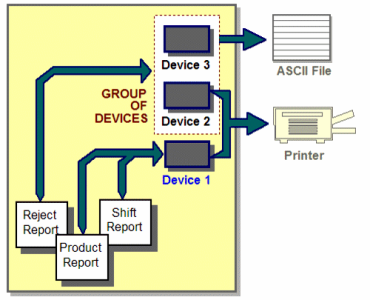 Device 3
ASCII File
GROUP
OF
DEVICES
Device 2
Printer
Device 1
Reject
Report
Shift
Report
Product
Report